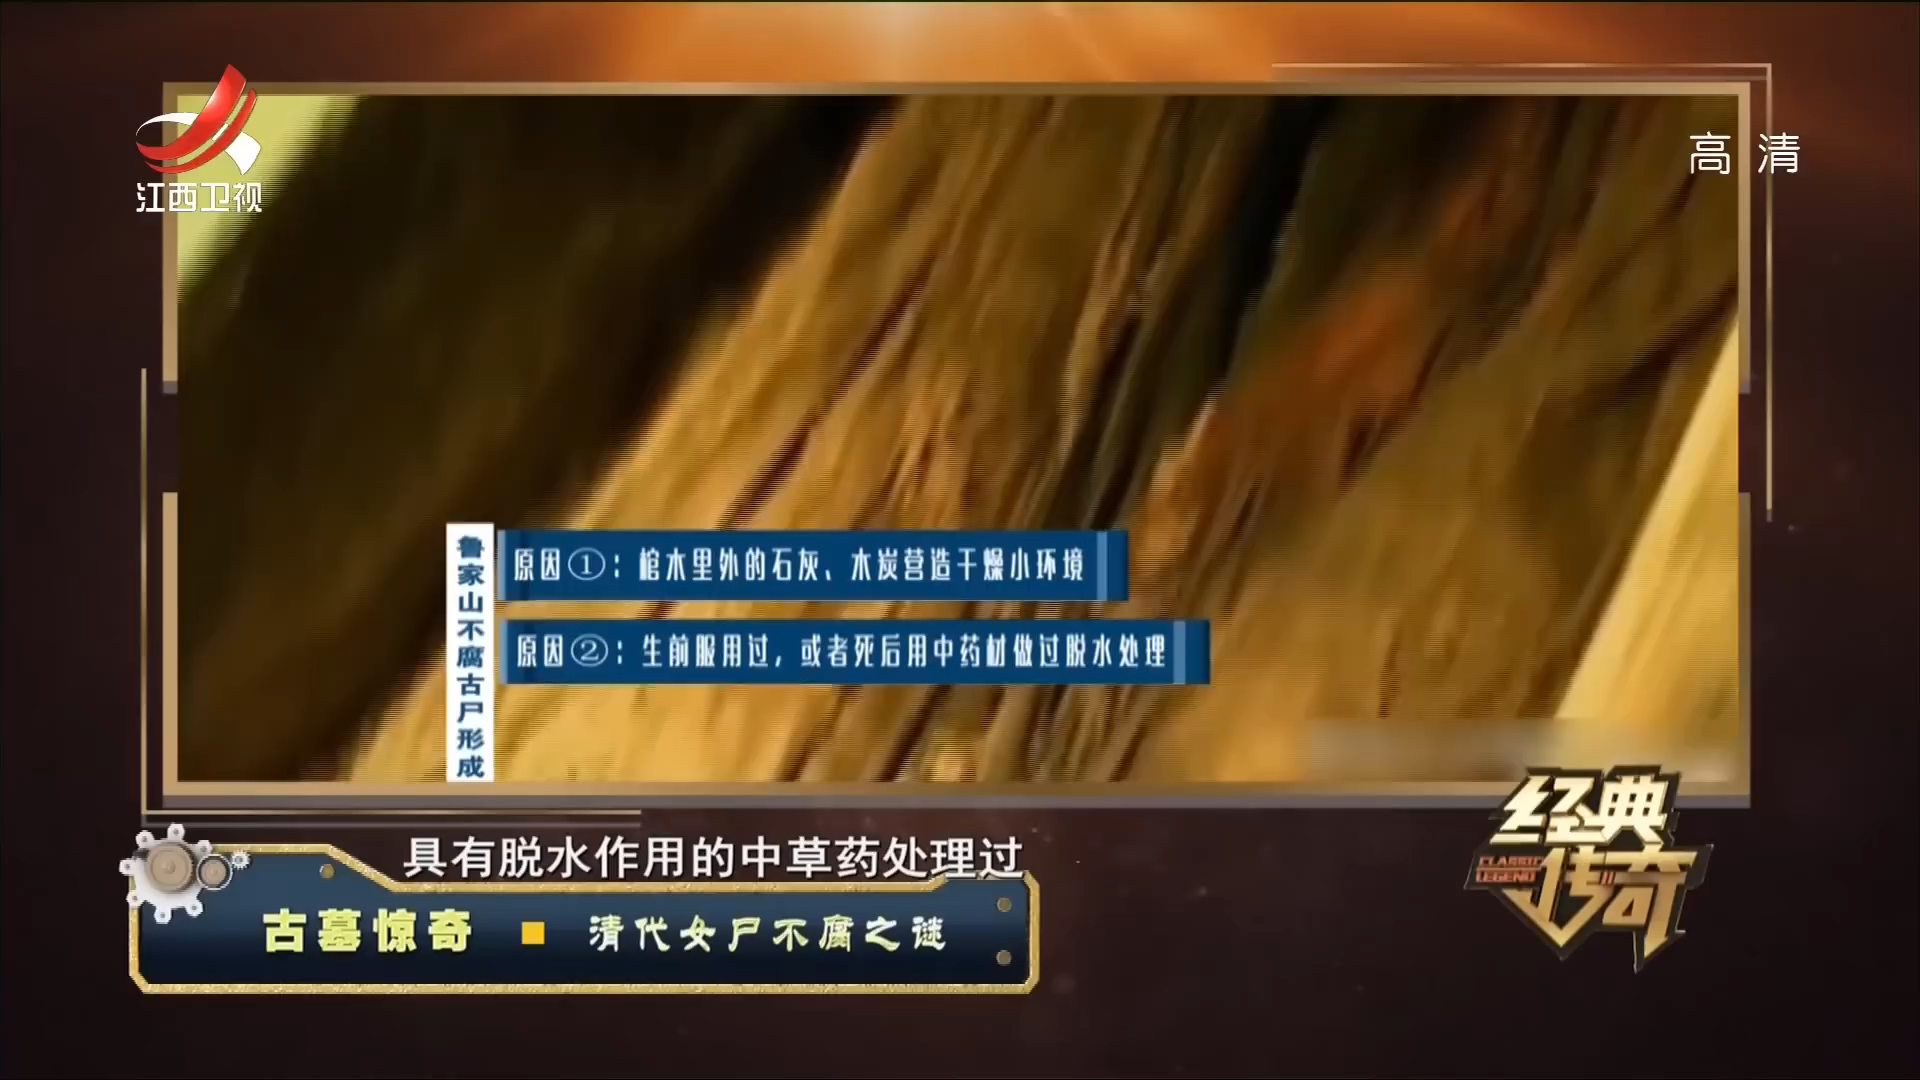 江西卫视
高清
鲁家山不腐古尸形成
原因①：棺木里外的石灰、木炭营造干燥小环境
原因②：生前服用过，或者死后用中药材做过脱水处理
具有脱水作用的中草药处理过
古墓惊奇 清代女尸不腐之谜
经典传奇
CLASSIC
LEGEND